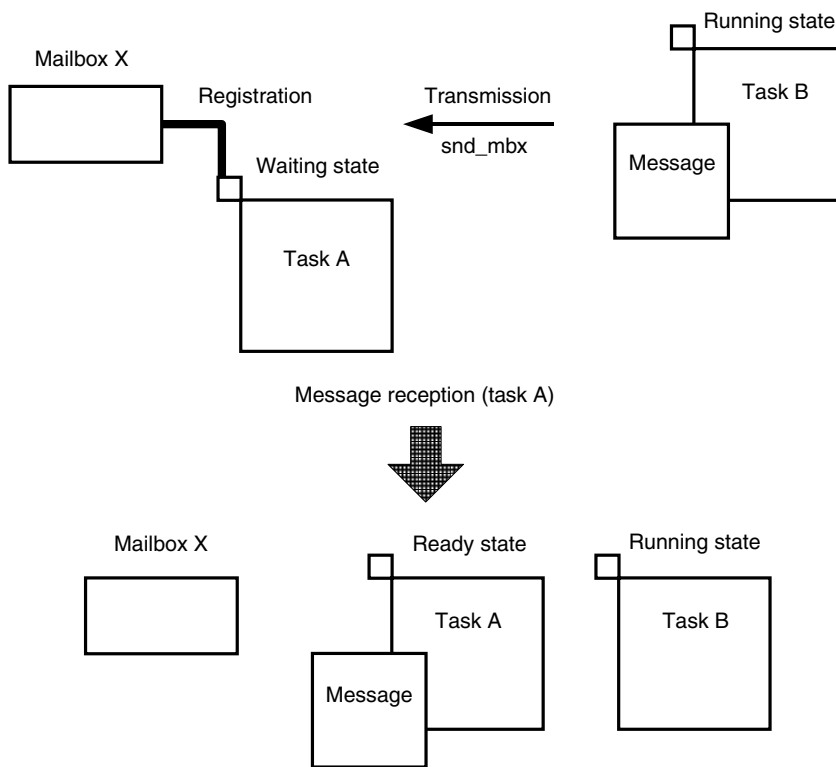 Running state
Mailbox X
Registration
Transmission
Task B
snd_mbx
Message
Waiting state
Task A
Message reception (task A)
Mailbox X
Ready state
Running state
Task A
Task B
Message